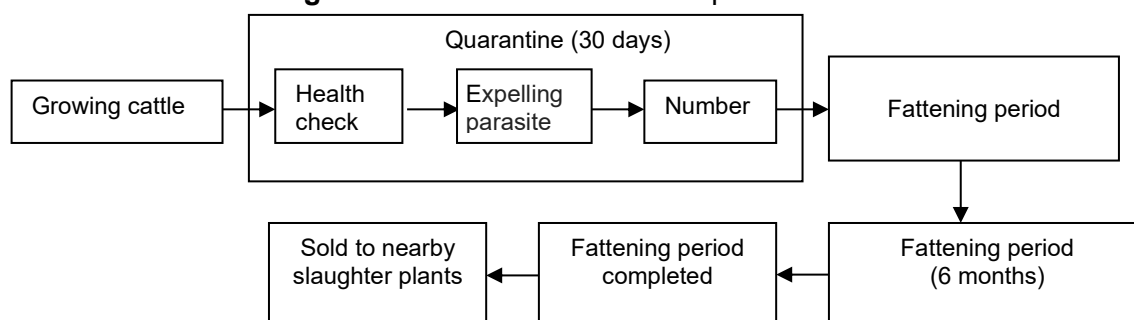 Quarantine (30 days)
Growing cattle
Health
check
Expelling
parasite
Number
Fattening period
Fattening period
(6 months)
Fattening period
completed
Sold to nearby
slaughter plants